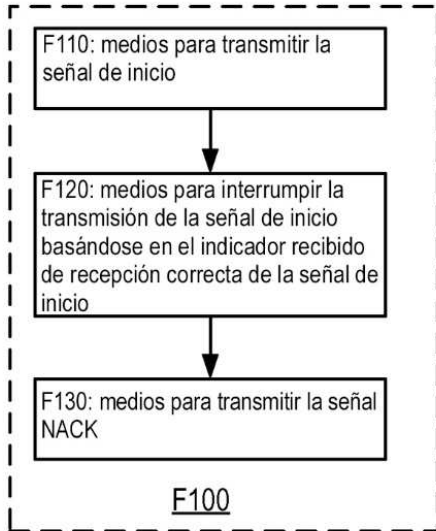 F110: medios para transmitir la
señal de inicio
F120: medios para interrumpir la
transmisión de la señal de inicio
basándose en el indicador recibido
de recepción correcta de la señal de
inicio
F130: medios para transmitir la señal
NACK
F100